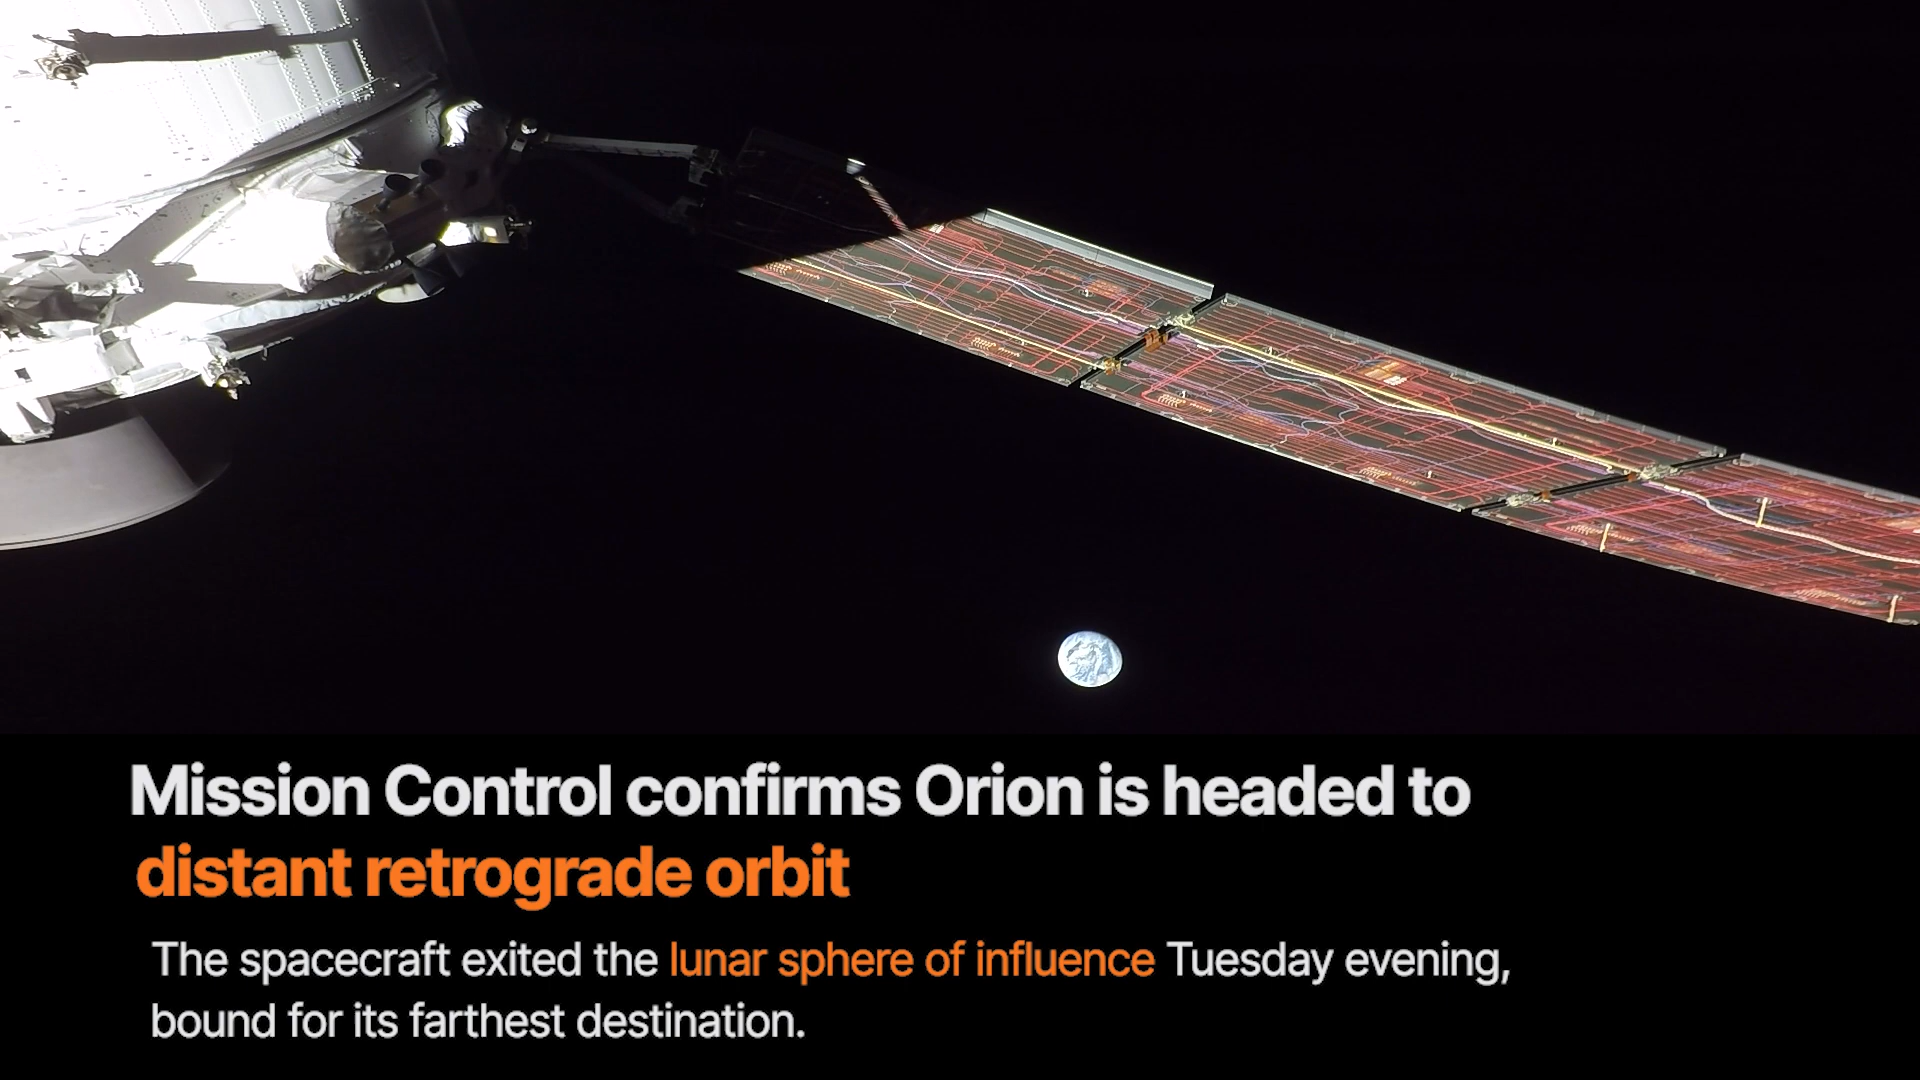 Mission Control confirms Orion is headed to
distant retrograde orbit
The spacecraft exited the lunar sphere of influence Tuesday evening,
bound for its farthest destination.